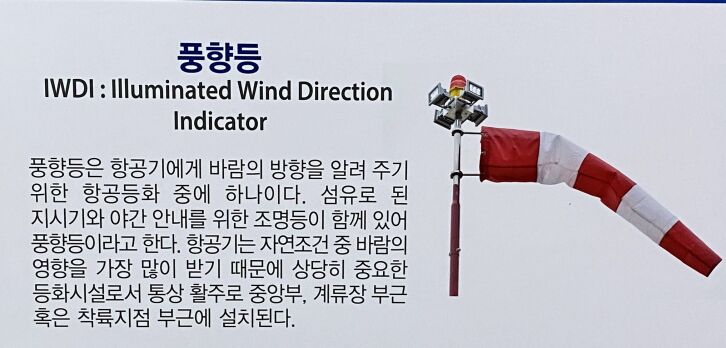 풍향등
IWDI : Illuminated Wind Direction
Indicator
풍향등은 항공기에게 바람의 방향을 알려 주기
위한 항공등화 중에 하나이다. 섬유로 된
지시기와 야간 안내를 위한 조명등이 함께 있어
풍향등이라고 한다. 항공기는 자연조건 중 바람의
영향을 가장 많이 받기 때문에 상당히 중요한
등화시설로서 통상 활주로 중앙부, 계류장 부근
혹은 착륙지점 부근에 설치된다.